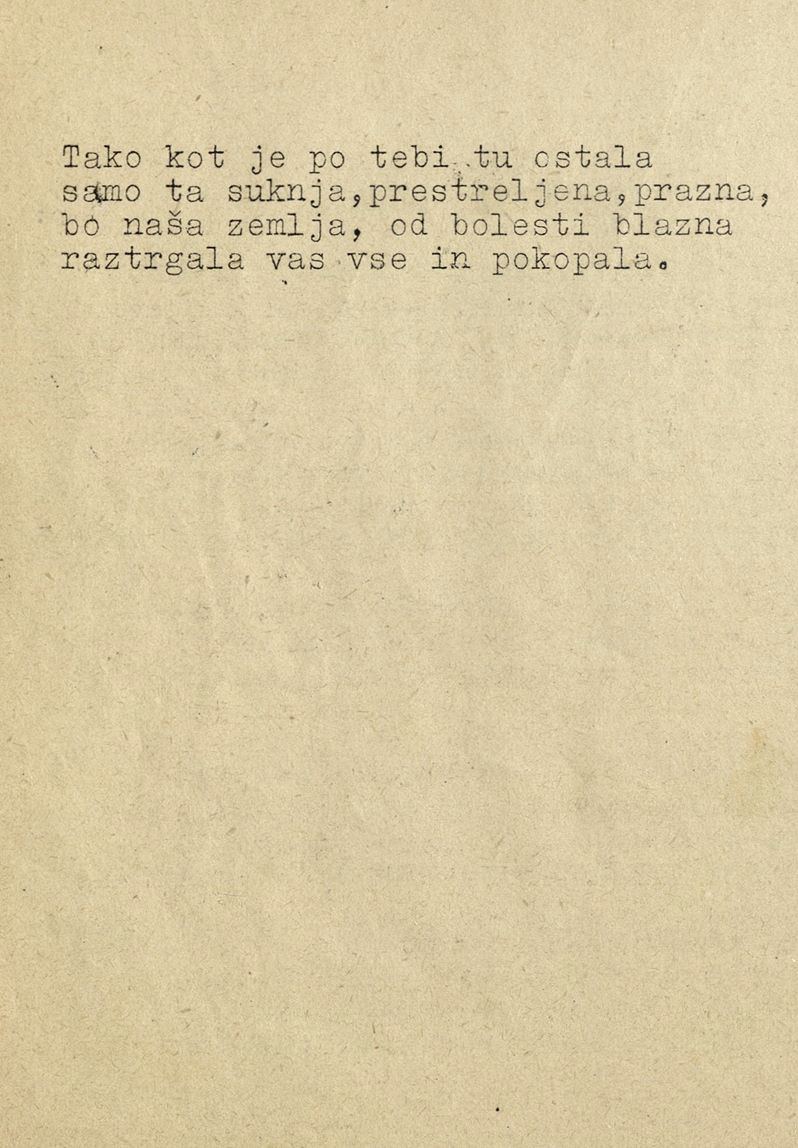 Tako kot je po tebi tu ostala
samo ta suknja,prestreljena,prazna,
bo naša zemlja, od bolesti blazna
raztrgala vas vse in pokopala.